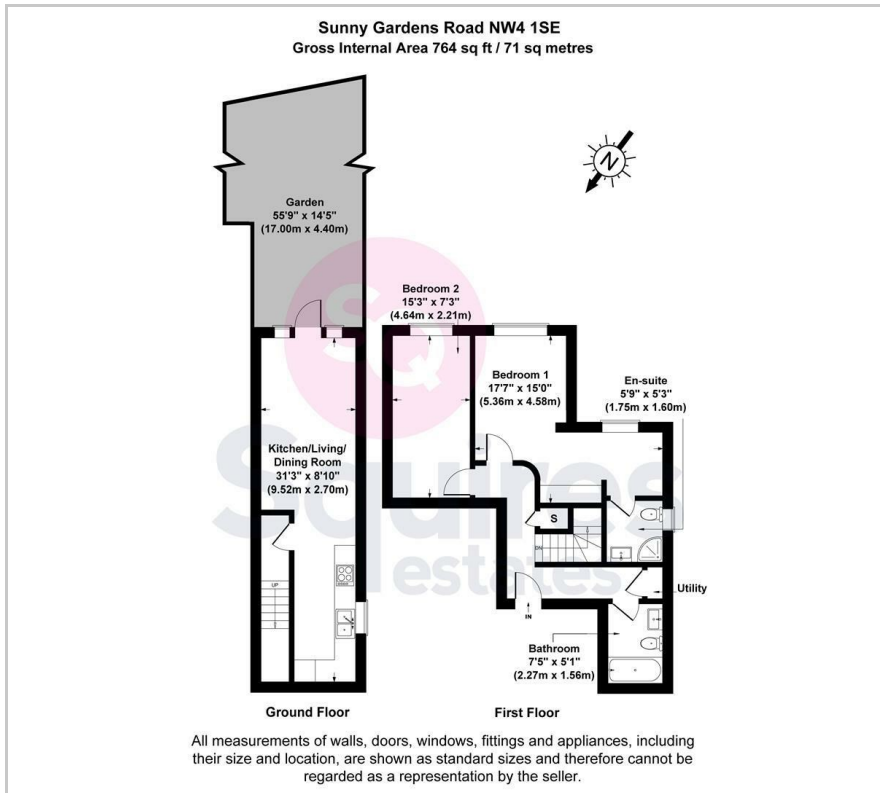 Sunny Gardens Road NW4 1SE
Gross Internal Area 764 sq ft / 71 sq metres
N
Garden
55'9" x 14'5"
(17.00m x 4.40m)
Bedroom 2
15'3" x 7'3"
(4.64m x 2.21m)
Bedroom 1
17'7" x 15'0"
(5.36m x 4.58m)
En-suite
5'9" x 5'3"
(1.75m x 1.60m)
Kitchen/Living/
Dining Room
31'3" x 8'10"
(9.52m x 2.70m)
SQ
Squires
estates
S
DN
UP
Utility
IN
Bathroom
7'5" x 5'1"
(2.27m x 1.56m)
Ground Floor
First Floor
All measurements of walls, doors, windows, fittings and appliances, including
their size and location, are shown as standard sizes and therefore cannot be
regarded as a representation by the seller.